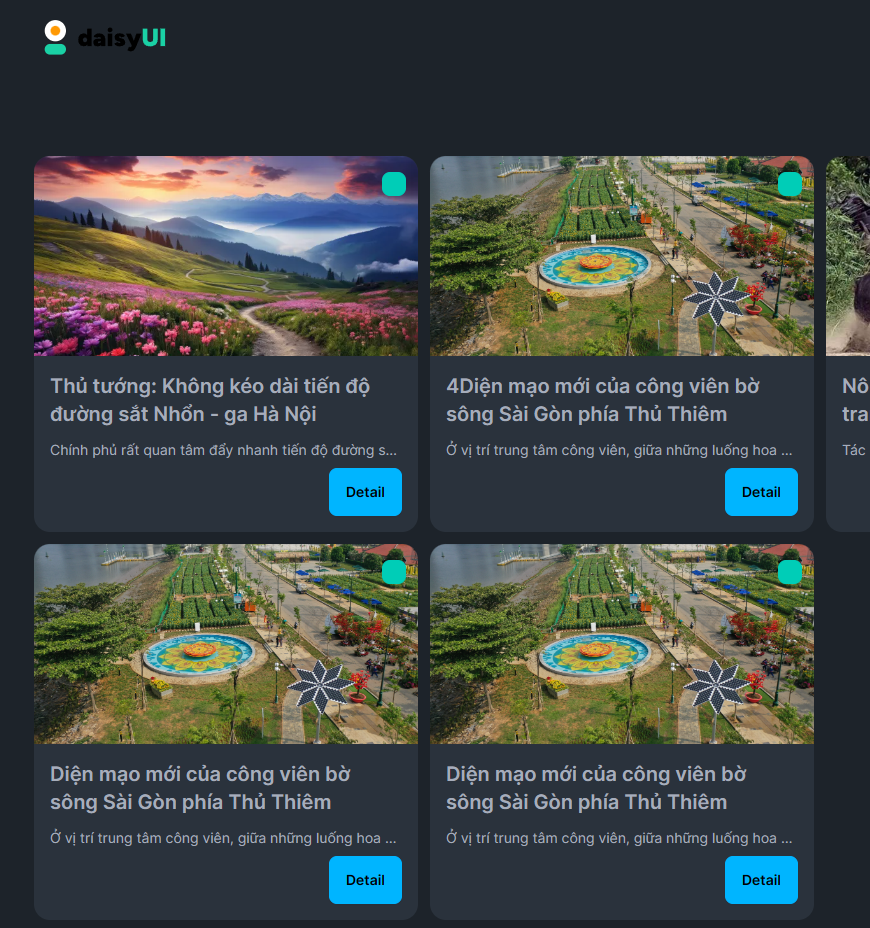 daisyUI
Thủ tướng: Không kéo dài tiến độ
đường sắt Nhổn - ga Hà Nội
Chính phủ rất quan tâm đẩy nhanh tiến độ đường s...
Detail
4Diện mạo mới của công viên bờ
sông Sài Gòn phía Thủ Thiêm
Ở vị trí trung tâm công viên, giữa những luống hoa ...
Detail
Nô
tra
Tác
Diện mạo mới của công viên bờ
sông Sài Gòn phía Thủ Thiêm
Ở vị trí trung tâm công viên, giữa những luống hoa ...
Detail
Diện mạo mới của công viên bờ
sông Sài Gòn phía Thủ Thiêm
Ở vị trí trung tâm công viên, giữa những luống hoa ...
Detail